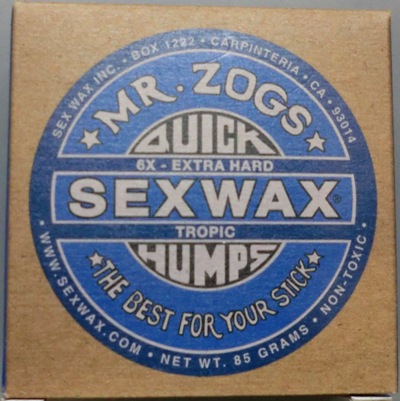 SEX WAX INC. • BOX 1282 • CARPINTERIA • CA • 93014
MR. ZOGS
QUICK
6X - EXTRA HARD
SEXWAX®
TROPIC
HUMPS
THE BEST FOR YOUR STICK
• WWW.SEXWAX.COM • NET WT. 85 GRAMS • NON-TOXIC •